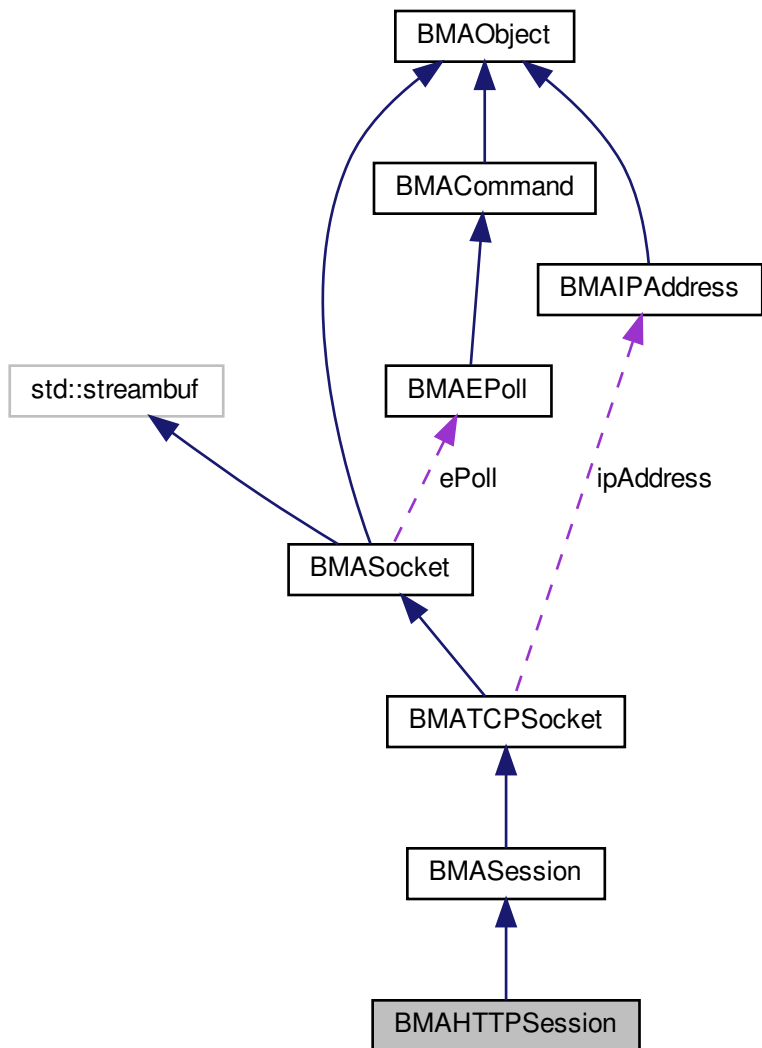 BMAObject
BMACommand
BMAIPAddress
std::streambuf
BMAEPoll
ePoll
ipAddress
BMASocket
BMATCPSocket
BMASession
BMAHTTPSession